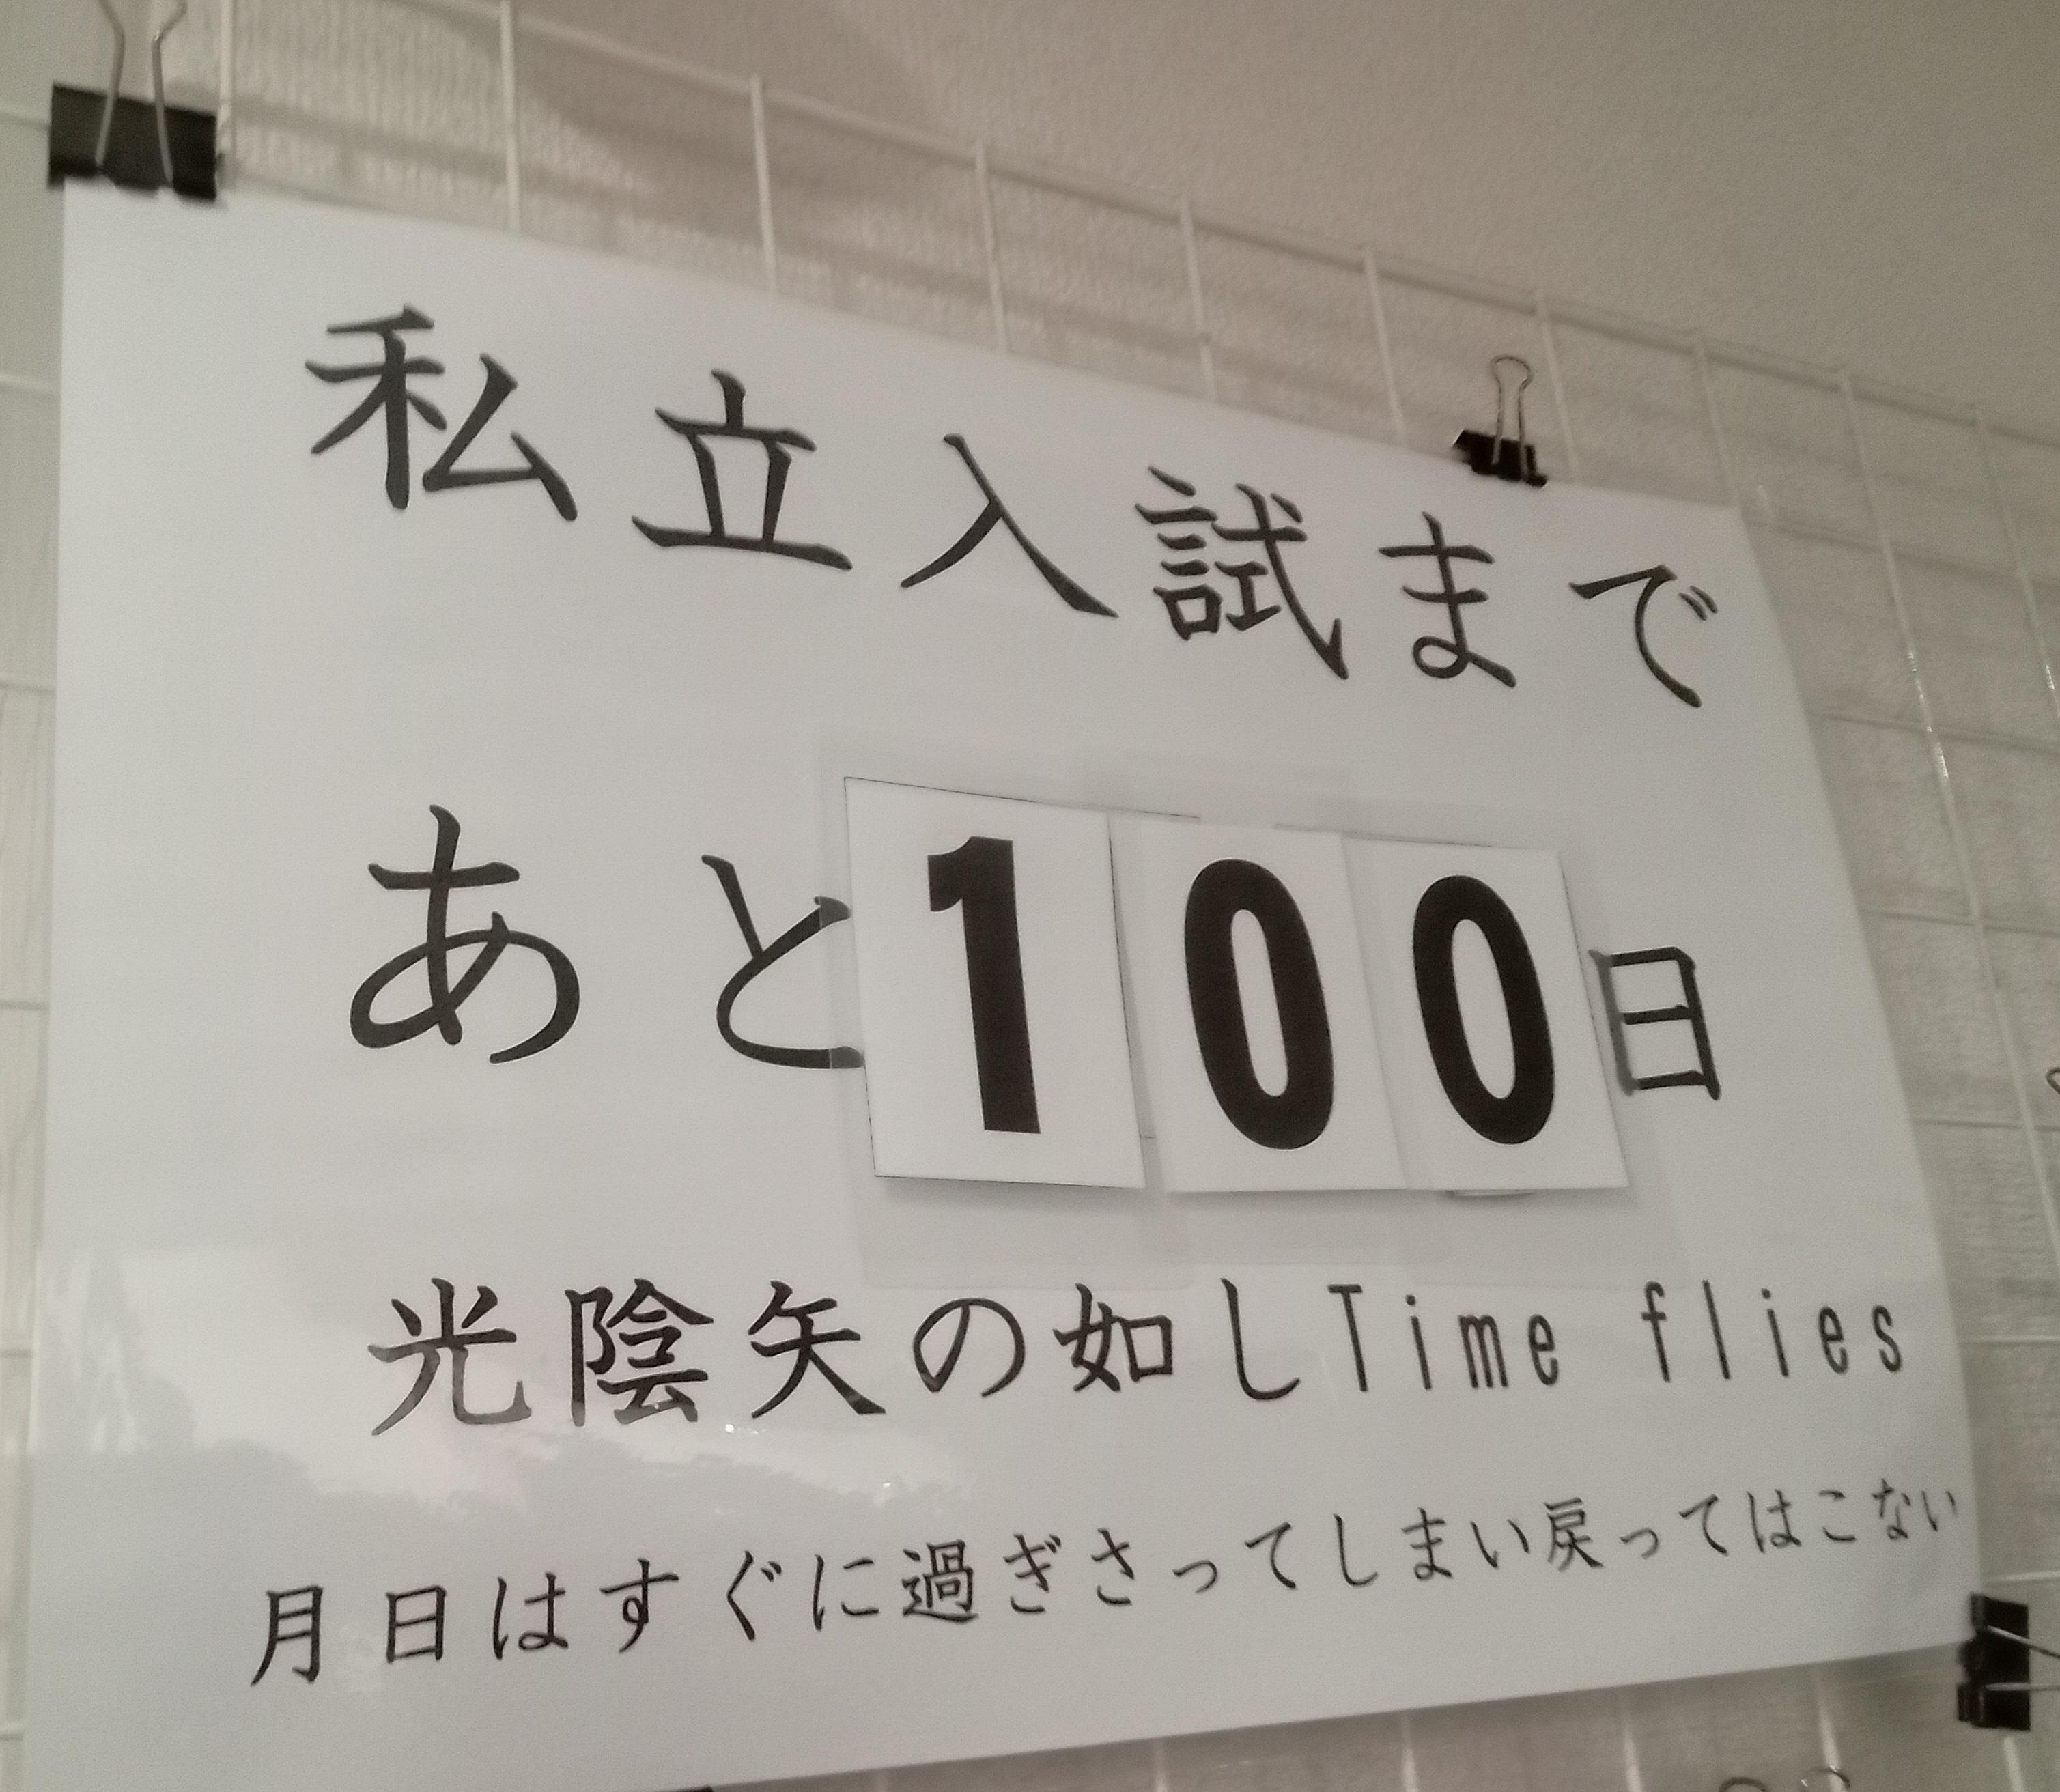 私立入試まで
あと100日
光陰矢の如しTime flies
月日はすぐに過ぎさってしまい戻ってはこない